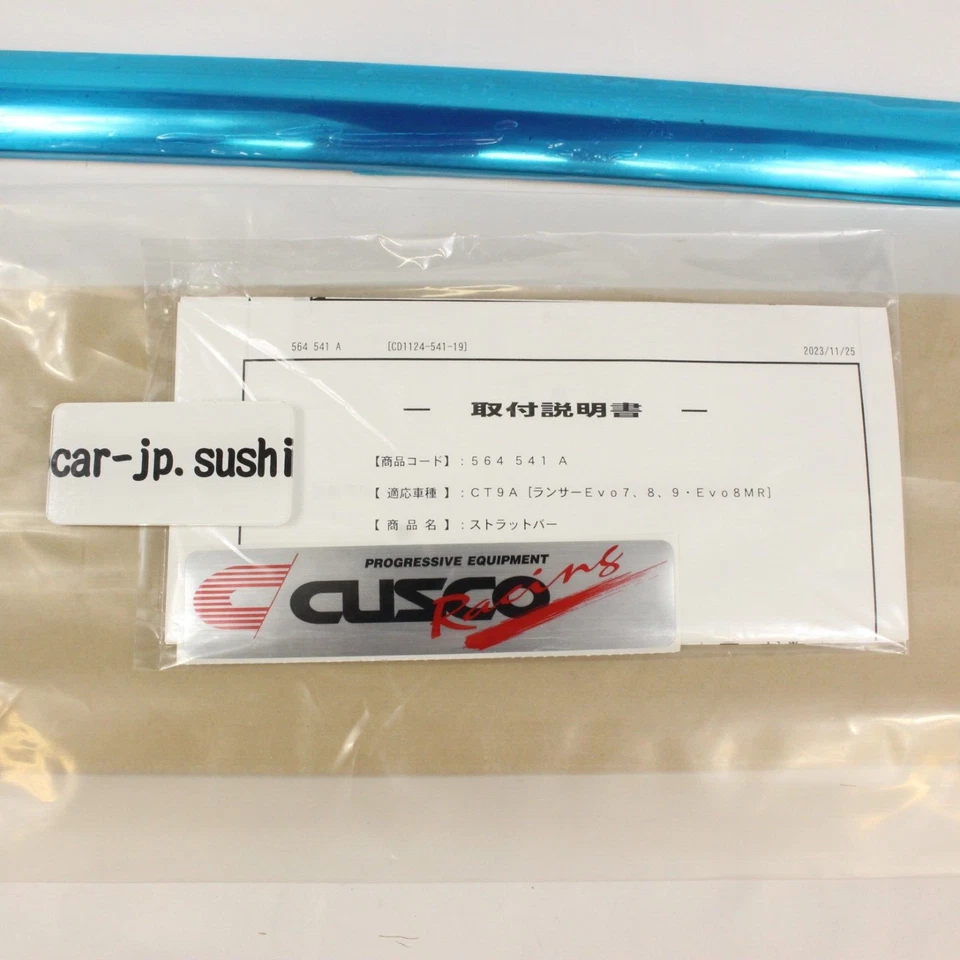 564 541 A [CD1124-541-19] 2023/11/25
― 取付説明書 ―
【商品コード】：５６４ ５４１ Ａ
【 適応車種 】：ＣＴ９Ａ［ランサーＥｖｏ７、８、９・Ｅｖｏ８ＭＲ］
【 商 品 名 】：ストラットバー
car-jp.sushi
PROGRESSIVE EQUIPMENT
CUSCO Racing